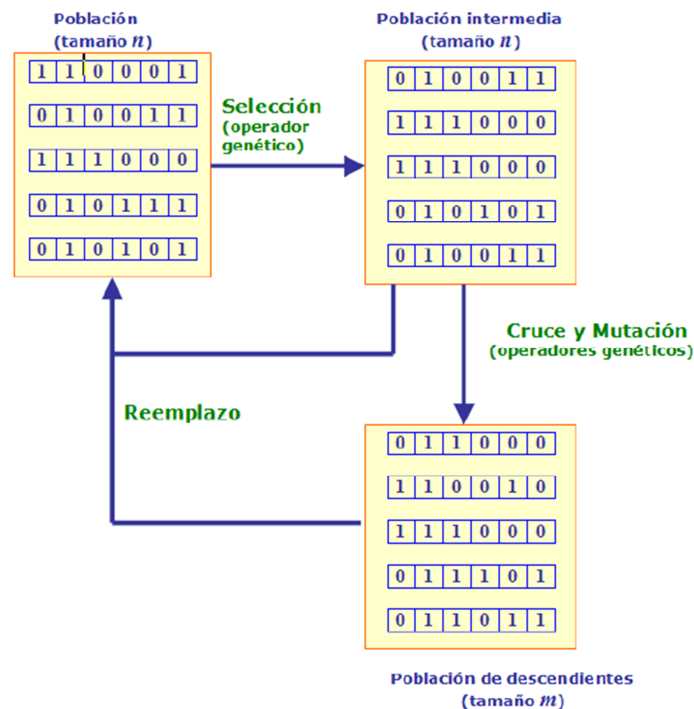 Población
(tamaño n)
1 1 0 0 0 1
0 1 0 0 1 1
1 1 1 0 0 0
0 1 0 1 1 1
0 1 0 1 0 1
Selección
(operador
genético)
Población intermedia
(tamaño n)
0 1 0 0 1 1
1 1 1 0 0 0
1 1 1 0 0 0
0 1 0 1 0 1
0 1 0 0 1 1
Cruce y Mutación
(operadores genéticos)
Reemplazo
0 1 1 0 0 0
1 1 0 0 1 0
1 1 1 0 0 0
0 1 1 1 0 1
0 1 1 0 1 1
Población de descendientes
(tamaño m)